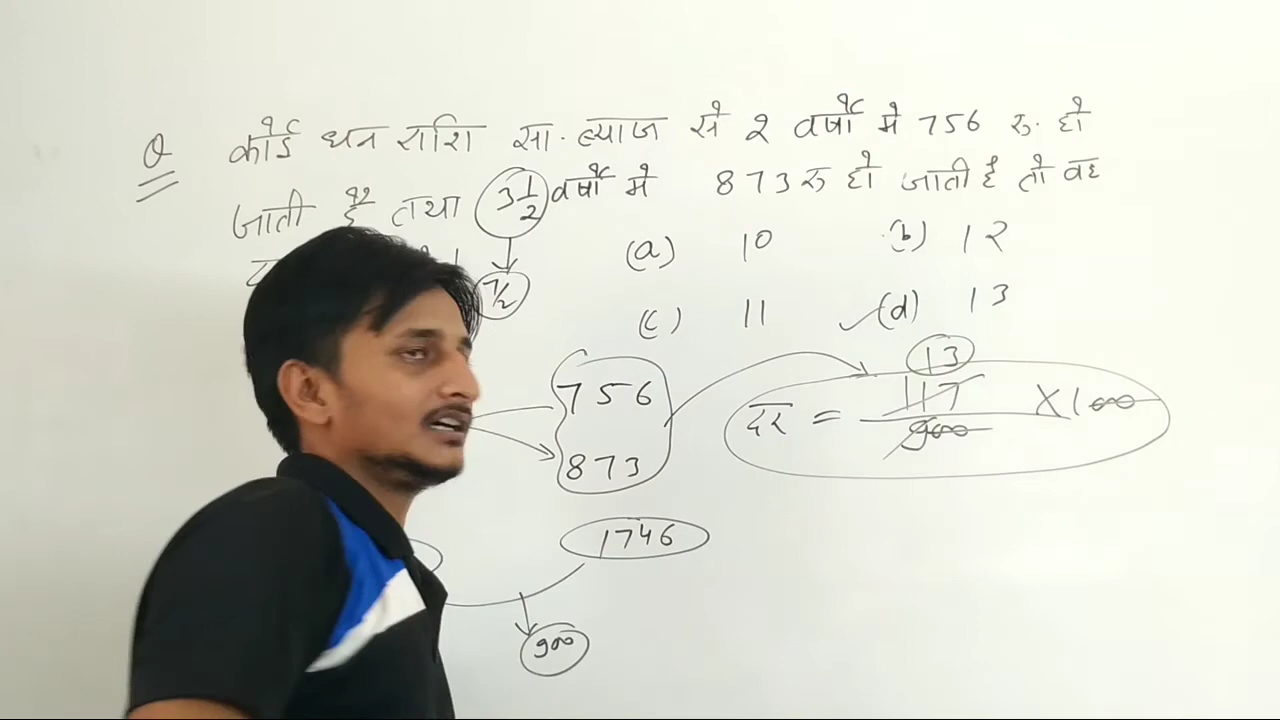 Q कोई धन राशि सा. ब्याज से 2 वर्षों में 756 रु. हो
जाती है तथा 3 1/2 वर्षों में 873 रु हो जाती है तो वह
(a) 10 (b) 12
7/2
(c) 11 (d) 13
13
756
दर = 117/900 × 100
873
1746
900